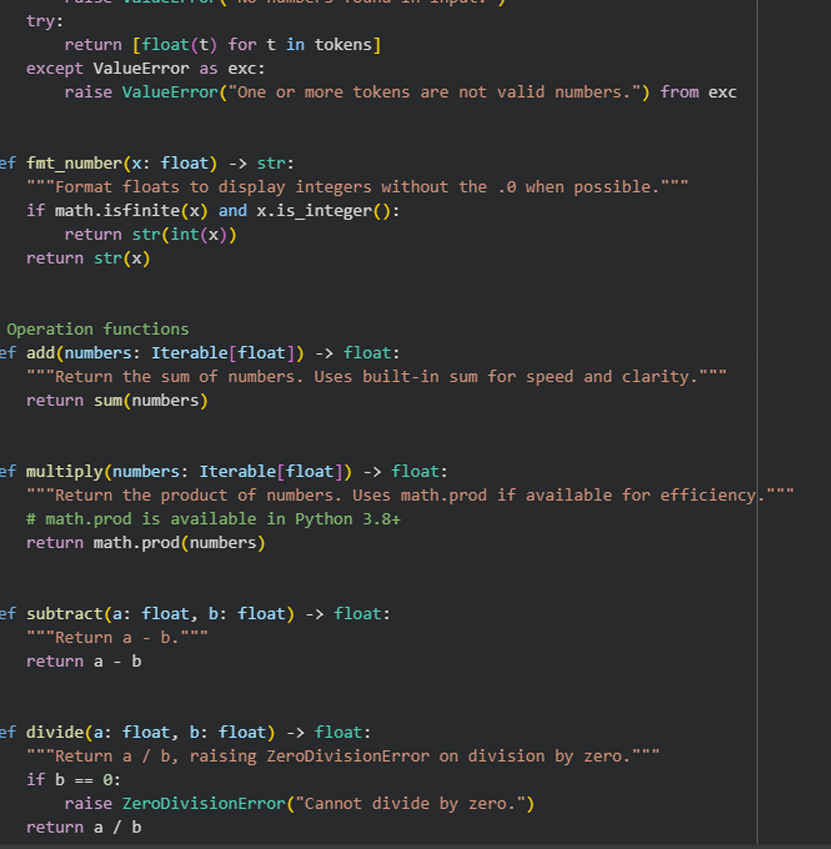 try:
return [float(t) for t in tokens]
except ValueError as exc:
raise ValueError("One or more tokens are not valid numbers.") from exc
ef fmt_number(x: float) -> str:
"""Format floats to display integers without the .0 when possible."""
if math.isfinite(x) and x.is_integer():
return str(int(x))
return str(x)
Operation functions
ef add(numbers: Iterable[float]) -> float:
"""Return the sum of numbers. Uses built-in sum for speed and clarity."""
return sum(numbers)
ef multiply(numbers: Iterable[float]) -> float:
"""Return the product of numbers. Uses math.prod if available for efficiency."""
# math.prod is available in Python 3.8+
return math.prod(numbers)
ef subtract(a: float, b: float) -> float:
"""Return a - b."""
return a - b
ef divide(a: float, b: float) -> float:
"""Return a / b, raising ZeroDivisionError on division by zero."""
if b == 0:
raise ZeroDivisionError("Cannot divide by zero.")
return a / b